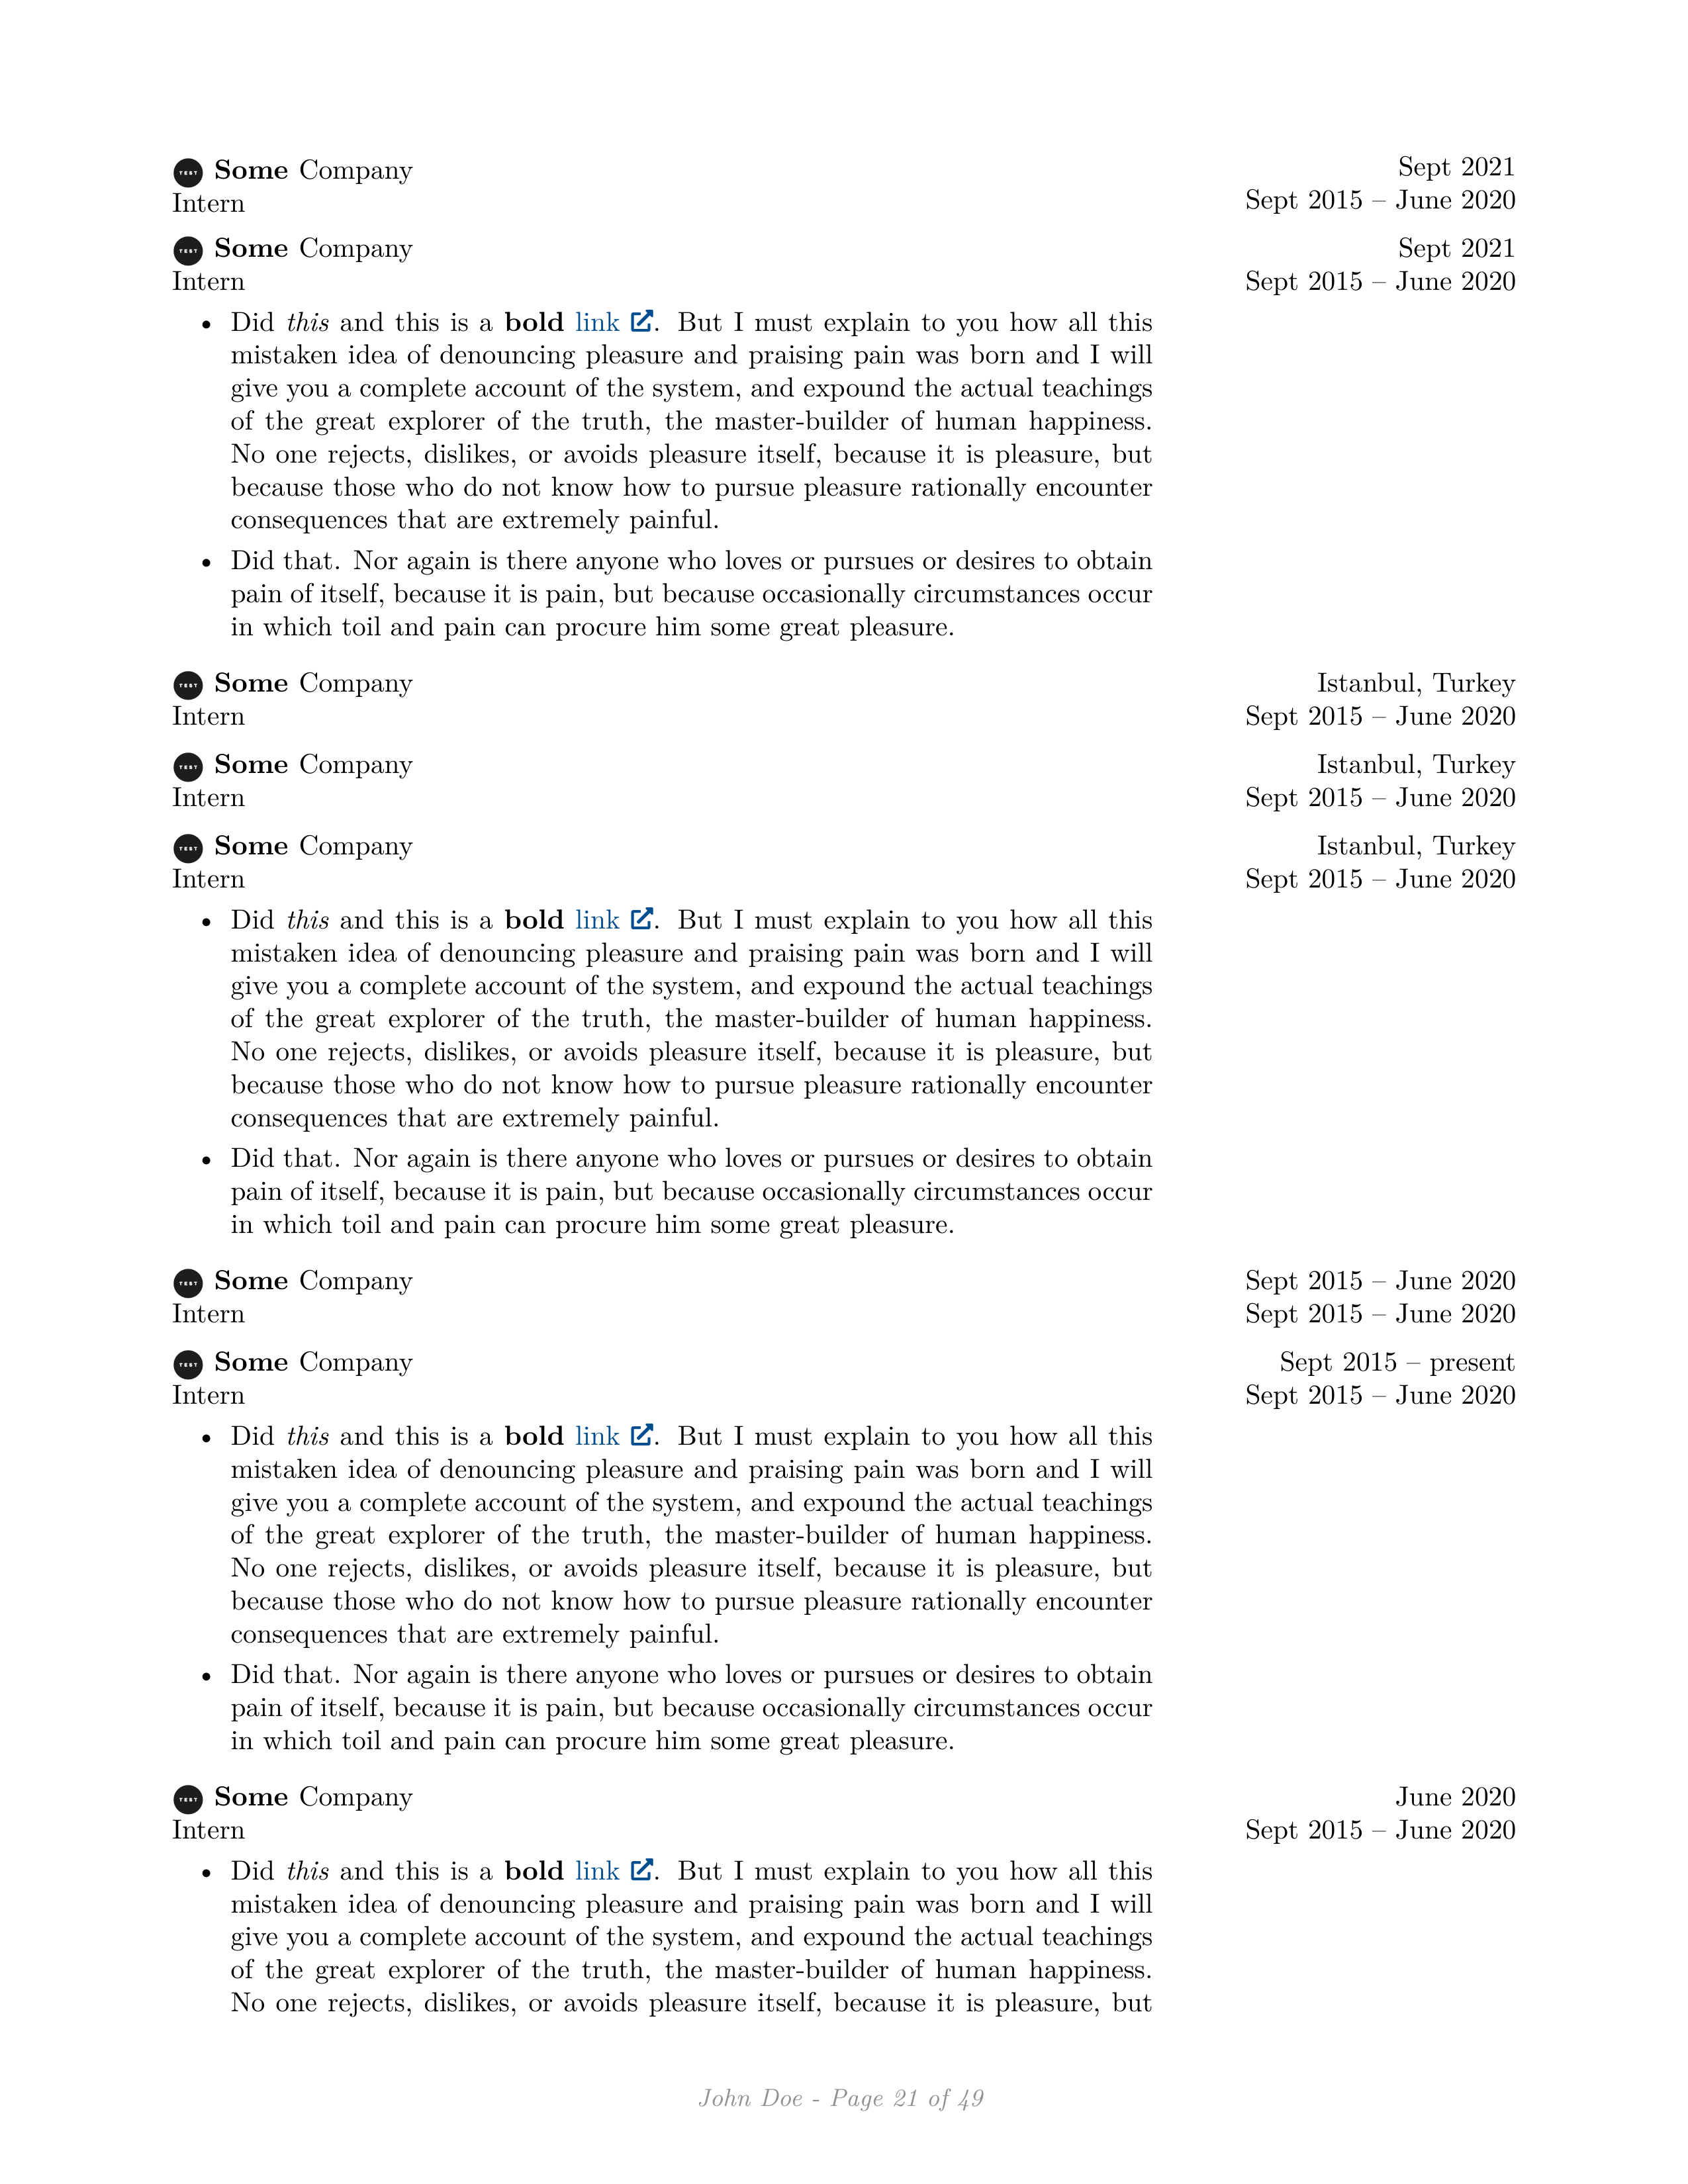 TEST Some Company Sept 2021
Intern Sept 2015 – June 2020
TEST Some Company Sept 2021
Intern Sept 2015 – June 2020
• Did this and this is a bold link. But I must explain to you how all this
mistaken idea of denouncing pleasure and praising pain was born and I will
give you a complete account of the system, and expound the actual teachings
of the great explorer of the truth, the master-builder of human happiness.
No one rejects, dislikes, or avoids pleasure itself, because it is pleasure, but
because those who do not know how to pursue pleasure rationally encounter
consequences that are extremely painful.
• Did that. Nor again is there anyone who loves or pursues or desires to obtain
pain of itself, because it is pain, but because occasionally circumstances occur
in which toil and pain can procure him some great pleasure.
TEST Some Company Istanbul, Turkey
Intern Sept 2015 – June 2020
TEST Some Company Istanbul, Turkey
Intern Sept 2015 – June 2020
TEST Some Company Istanbul, Turkey
Intern Sept 2015 – June 2020
• Did this and this is a bold link. But I must explain to you how all this
mistaken idea of denouncing pleasure and praising pain was born and I will
give you a complete account of the system, and expound the actual teachings
of the great explorer of the truth, the master-builder of human happiness.
No one rejects, dislikes, or avoids pleasure itself, because it is pleasure, but
because those who do not know how to pursue pleasure rationally encounter
consequences that are extremely painful.
• Did that. Nor again is there anyone who loves or pursues or desires to obtain
pain of itself, because it is pain, but because occasionally circumstances occur
in which toil and pain can procure him some great pleasure.
TEST Some Company Sept 2015 – June 2020
Intern Sept 2015 – June 2020
TEST Some Company Sept 2015 – present
Intern Sept 2015 – June 2020
• Did this and this is a bold link. But I must explain to you how all this
mistaken idea of denouncing pleasure and praising pain was born and I will
give you a complete account of the system, and expound the actual teachings
of the great explorer of the truth, the master-builder of human happiness.
No one rejects, dislikes, or avoids pleasure itself, because it is pleasure, but
because those who do not know how to pursue pleasure rationally encounter
consequences that are extremely painful.
• Did that. Nor again is there anyone who loves or pursues or desires to obtain
pain of itself, because it is pain, but because occasionally circumstances occur
in which toil and pain can procure him some great pleasure.
TEST Some Company June 2020
Intern Sept 2015 – June 2020
• Did this and this is a bold link. But I must explain to you how all this
mistaken idea of denouncing pleasure and praising pain was born and I will
give you a complete account of the system, and expound the actual teachings
of the great explorer of the truth, the master-builder of human happiness.
No one rejects, dislikes, or avoids pleasure itself, because it is pleasure, but
John Doe - Page 21 of 49